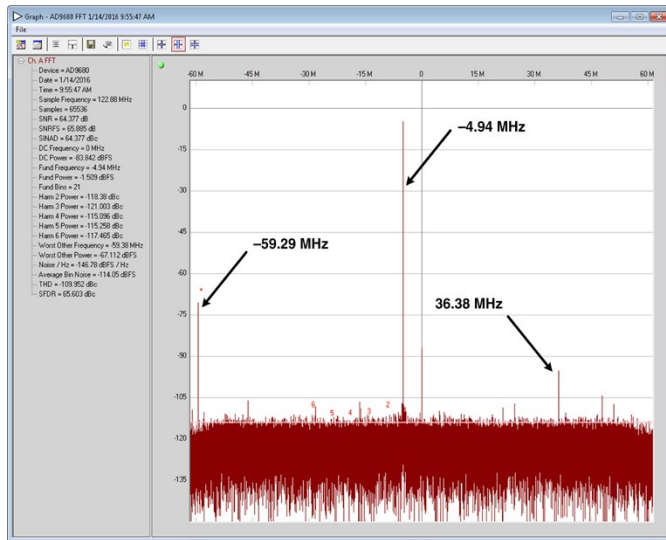 Graph - AD9680 FFT 1/14/2016 9:55:47 AM
File
Ch. A FFT
Device = AD9680
Date = 1/14/2016
Time = 9:55:47 AM
Sample Frequency = 122.88 MHz
Samples = 65536
SNR = 64.377 dB
SNRFS = 65.885 dB
SINAD = 64.377 dBc
DC Frequency = 0 MHz
DC Power = -83.842 dBFS
Fund Frequency = -4.94 MHz
Fund Power = -1.509 dBFS
Fund Bins = 21
Harm 2 Power = -118.38 dBc
Harm 3 Power = -121.003 dBc
Harm 4 Power = -115.096 dBc
Harm 5 Power = -115.258 dBc
Harm 6 Power = -117.465 dBc
Worst Other Frequency = -59.38 MHz
Worst Other Power = -67.112 dBFS
Noise / Hz = -146.78 dBFS / Hz
Average Bin Noise = -114.05 dBFS
THD = -109.952 dBc
SFDR = 65.603 dBc
-60 M -45 M -30 M -15 M 0 15 M 30 M 45 M 60 M
0
-15
-30
-45
-60
-75
-90
-105
-120
-135
–4.94 MHz
–59.29 MHz
36.38 MHz
+
6 5 4 3 2